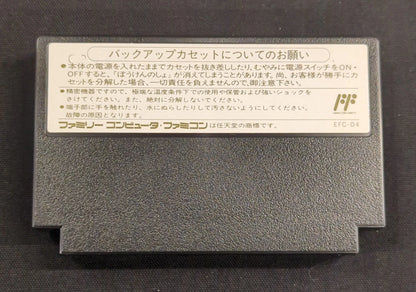 バックアップカセットについてのお願い
●本体の電源を入れたままでカセットを抜き差ししたり、むやみに電源スイッチをON・
OFFすると、「ぼうけんのしょ」が消えてしまうことがあります。尚、お客様が勝手にカ
セットを分解した場合、一切責任を負えませんので、御注意下さい。
●精密機器ですので、極端な温度条件下での使用や保管および強いショックを
さけてください。また、絶対に分解しないでください。
●端子部に手を触れたり、水にぬらしたりして汚さないようにしてください。
故障の原因となります。
ファミリーコンピュータ・ファミコンは任天堂の商標です。
EFC-D4